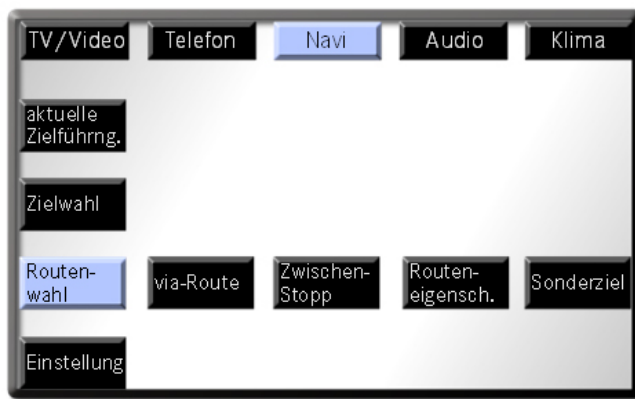 TV/Video
Telefon
Navi
Audio
Klima
aktuelle
Zielführng.
Zielwahl
Routen-
wahl
via-Route
Zwischen-
Stopp
Routen-
eigensch.
Sonderziel
Einstellung